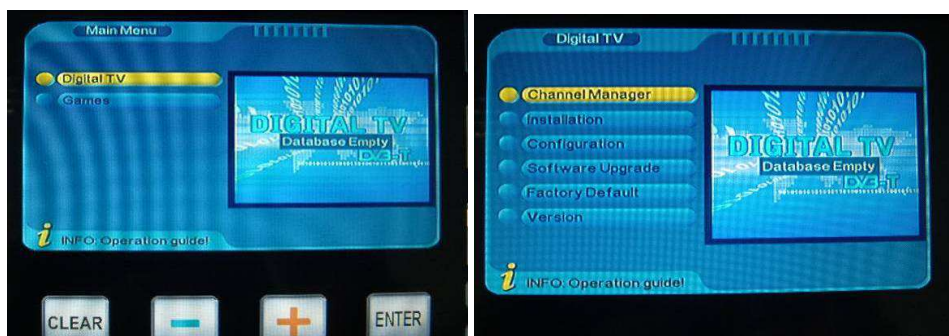 Main Menu
Digital TV
Games
DIGITAL TV
Database Empty
DVB-T
INFO: Operation guide!
CLEAR
-
+
ENTER
Digital TV
Channel Manager
Installation
Configuration
Software Upgrade
Factory Default
Version
DIGITAL TV
Database Empty
DVB-T
INFO: Operation guide!